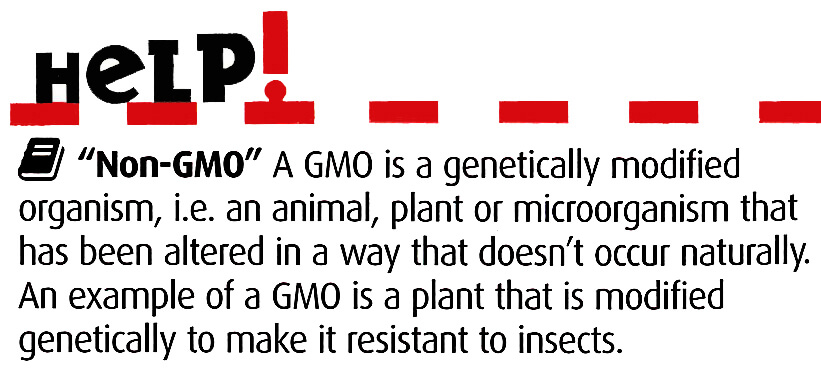 HeLP!
"Non-GMO" A GMO is a genetically modified
organism, i.e. an animal, plant or microorganism that
has been altered in a way that doesn't occur naturally.
An example of a GMO is a plant that is modified
genetically to make it resistant to insects.